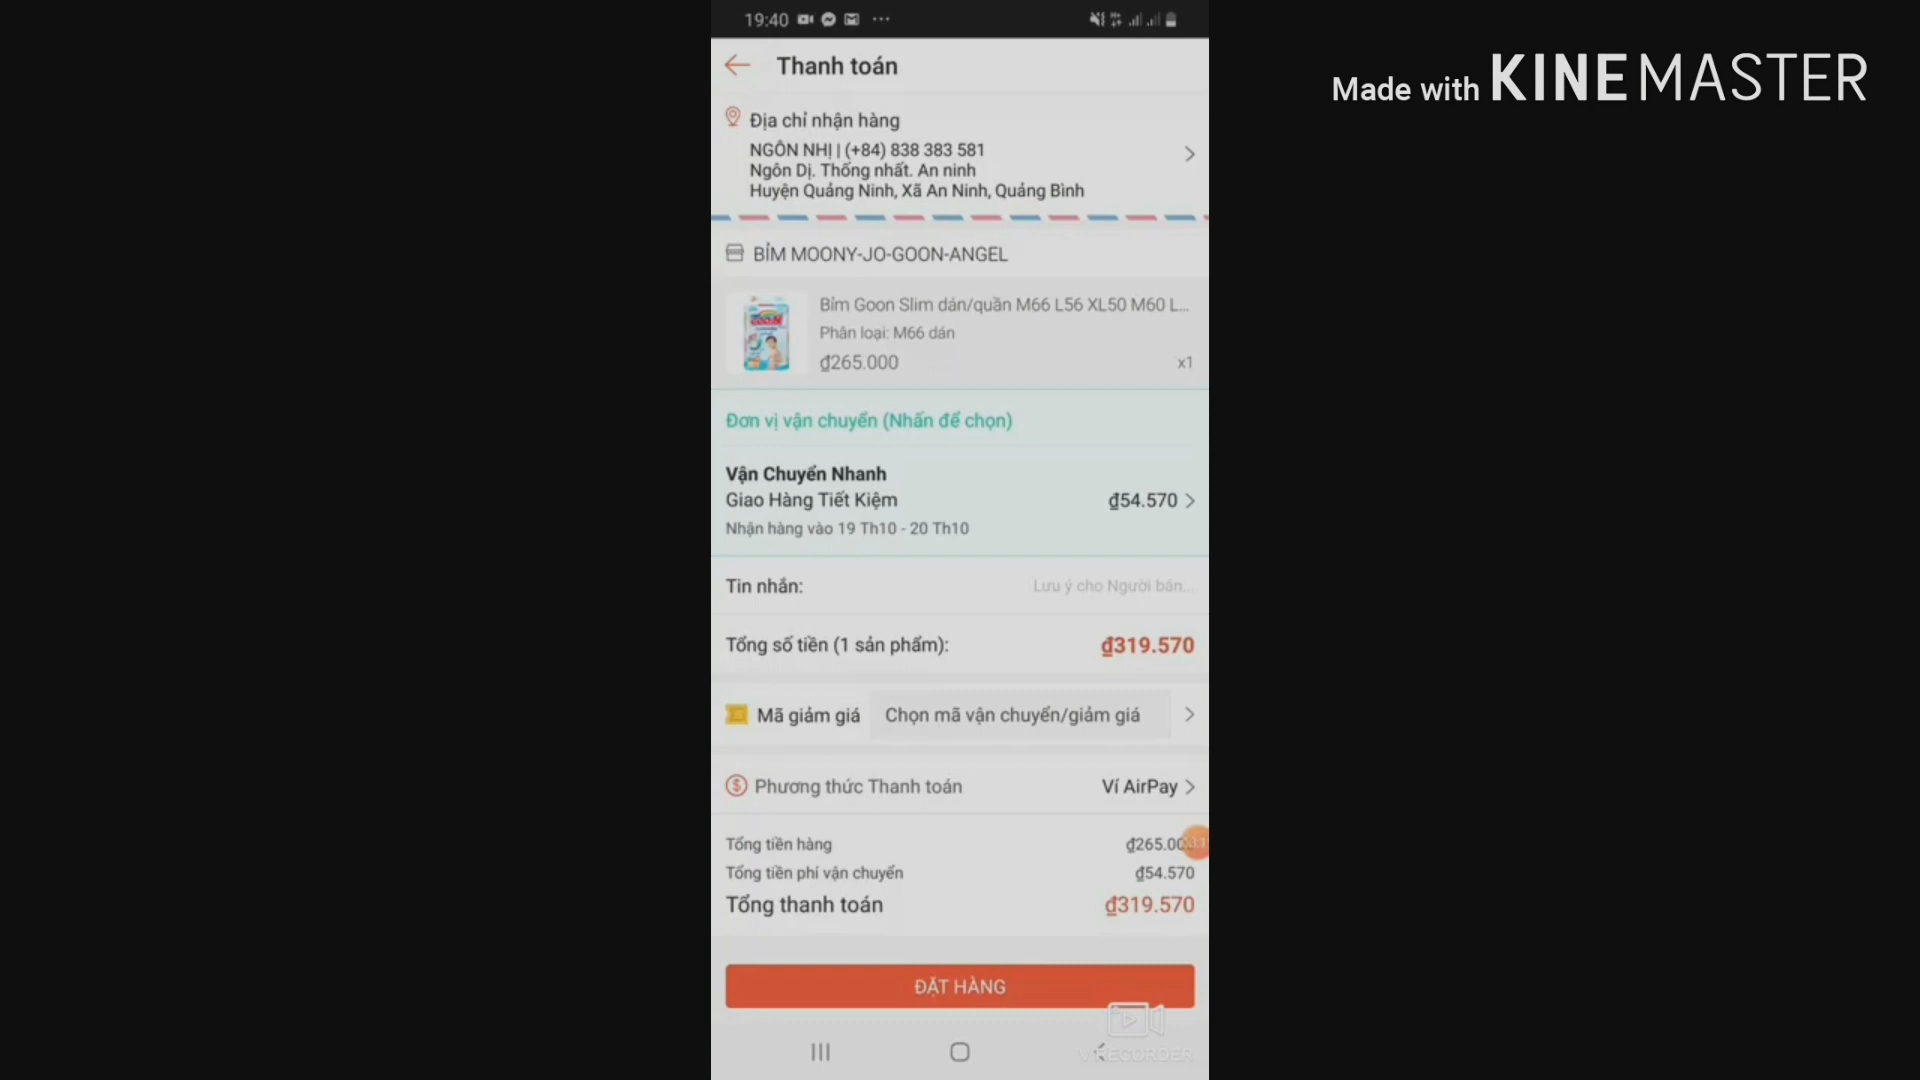 19:40
Made with KINEMASTER
Thanh toán
Địa chỉ nhận hàng
NGÔN NHỊ | (+84) 838 383 581
Ngôn Dị. Thống nhất. An ninh
Huyện Quảng Ninh, Xã An Ninh, Quảng Bình
BỈM MOONY-JO-GOON-ANGEL
Bỉm Goon Slim dán/quần M66 L56 XL50 M60 L...
Phân loại: M66 dán
₫265.000
x1
Đơn vị vận chuyển (Nhấn để chọn)
Vận Chuyển Nhanh
Giao Hàng Tiết Kiệm
₫54.570
Nhận hàng vào 19 Th10 - 20 Th10
Tin nhắn:
Lưu ý cho Người bán...
Tổng số tiền (1 sản phẩm):
₫319.570
Mã giảm giá
Chọn mã vận chuyển/giảm giá
Phương thức Thanh toán
Ví AirPay
Tổng tiền hàng
₫265.00
Tổng tiền phí vận chuyển
₫54.570
Tổng thanh toán
₫319.570
ĐẶT HÀNG
V RECORDER